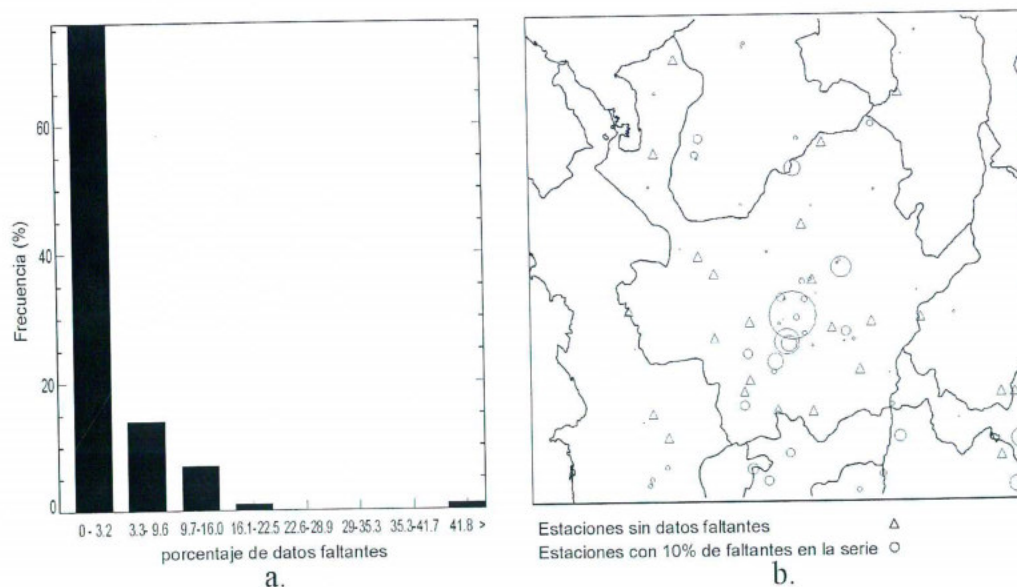 Frecuencia (%)
60
40
20
0
0 - 3.2 3.3- 9.6 9.7-16.0 16.1-22.5 22.6-28.9 29-35.3 35.3-41.7 41.8 >
porcentaje de datos faltantes
a.
Estaciones sin datos faltantes
Estaciones con 10% de faltantes en la serie
b.